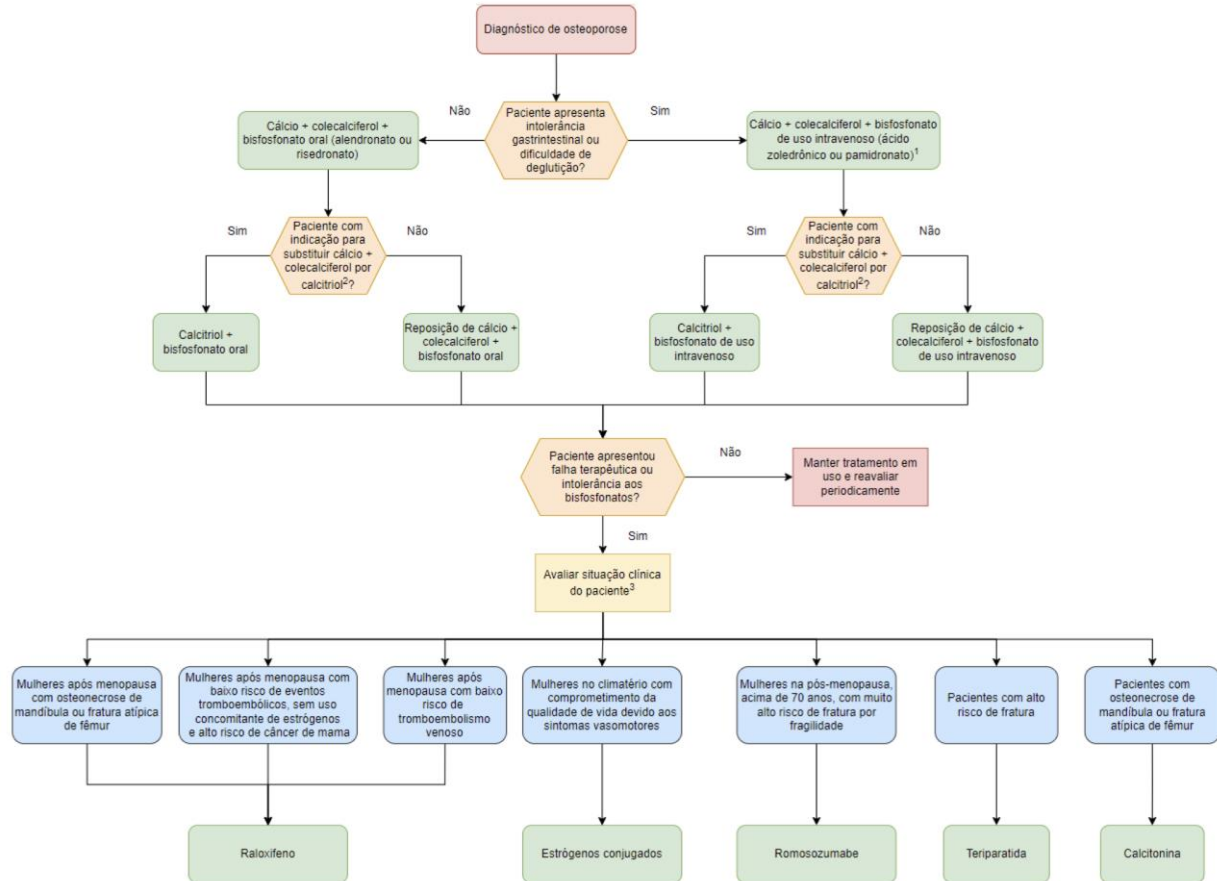 Diagnóstico de osteoporose
Não
Sim
Cálcio + colecalciferol +
bisfosfonato oral (alendronato ou
risedronato)
Paciente apresenta
intolerância
gastrintestinal ou
dificuldade de
deglutição?
Cálcio + colecalciferol + bisfosfonato
de uso intravenoso (ácido
zoledrônico ou pamidronato)1
Sim
Paciente com
indicação para
substituir cálcio +
colecalciferol por
calcitriol2?
Não
Sim
Paciente com
indicação para
substituir cálcio +
colecalciferol por
calcitriol2?
Não
Calcitriol +
bisfosfonato oral
Reposição de cálcio +
colecalciferol +
bisfosfonato oral
Calcitriol +
bisfosfonato de uso
intravenoso
Reposição de cálcio +
colecalciferol + bisfosfonato
de uso intravenoso
Paciente apresentou
falha terapêutica ou
intolerância aos
bisfosfonatos?
Não
Manter tratamento em
uso e reavaliar
periodicamente
Sim
Avaliar situação clínica
do paciente3
Mulheres após menopausa
com osteonecrose de
mandíbula ou fratura atípica
de fêmur
Mulheres após menopausa com
baixo risco de eventos
tromboembólicos, sem uso
concomitante de estrógenos
e alto risco de câncer de mama
Mulheres após
menopausa com baixo
risco de
tromboembolismo
venoso
Mulheres no climatério com
comprometimento da
qualidade de vida devido aos
sintomas vasomotores
Mulheres na pós-menopausa,
acima de 70 anos, com muito
alto risco de fratura por
fragilidade
Pacientes com alto
risco de fratura
Pacientes com
osteonecrose de
mandíbula ou fratura
atípica de fêmur
Raloxifeno
Estrógenos conjugados
Romosozumabe
Teriparatida
Calcitonina